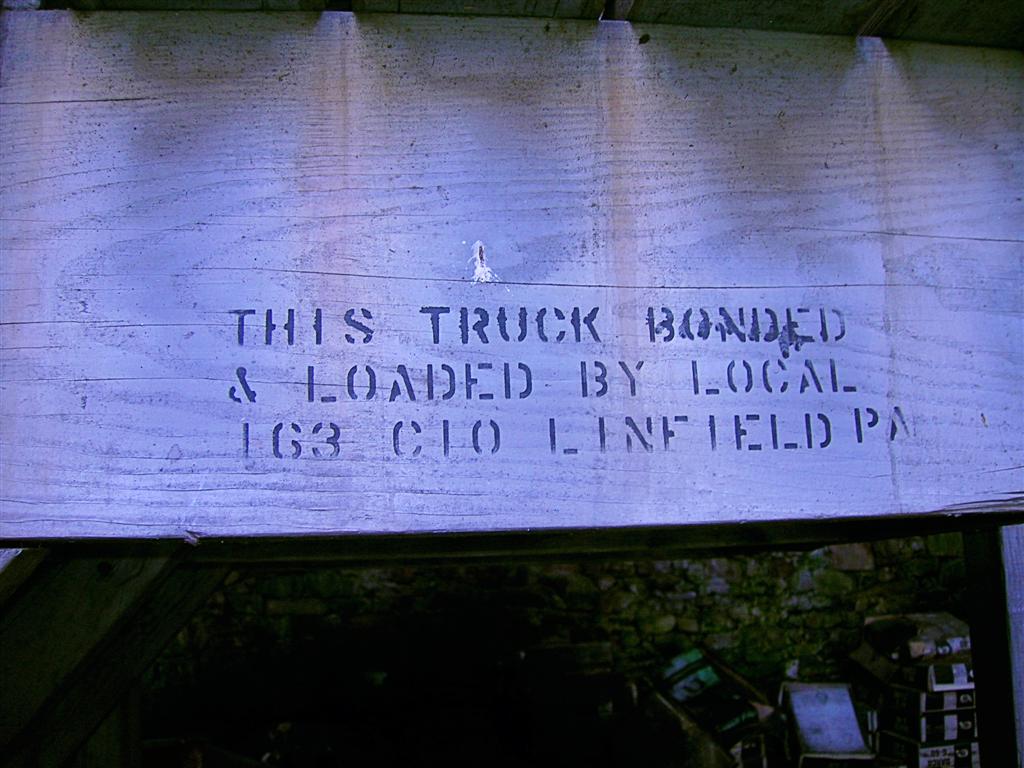 THIS TRUCK BONDED
& LOADED BY LOCAL
163 CIO LINFIELD PA